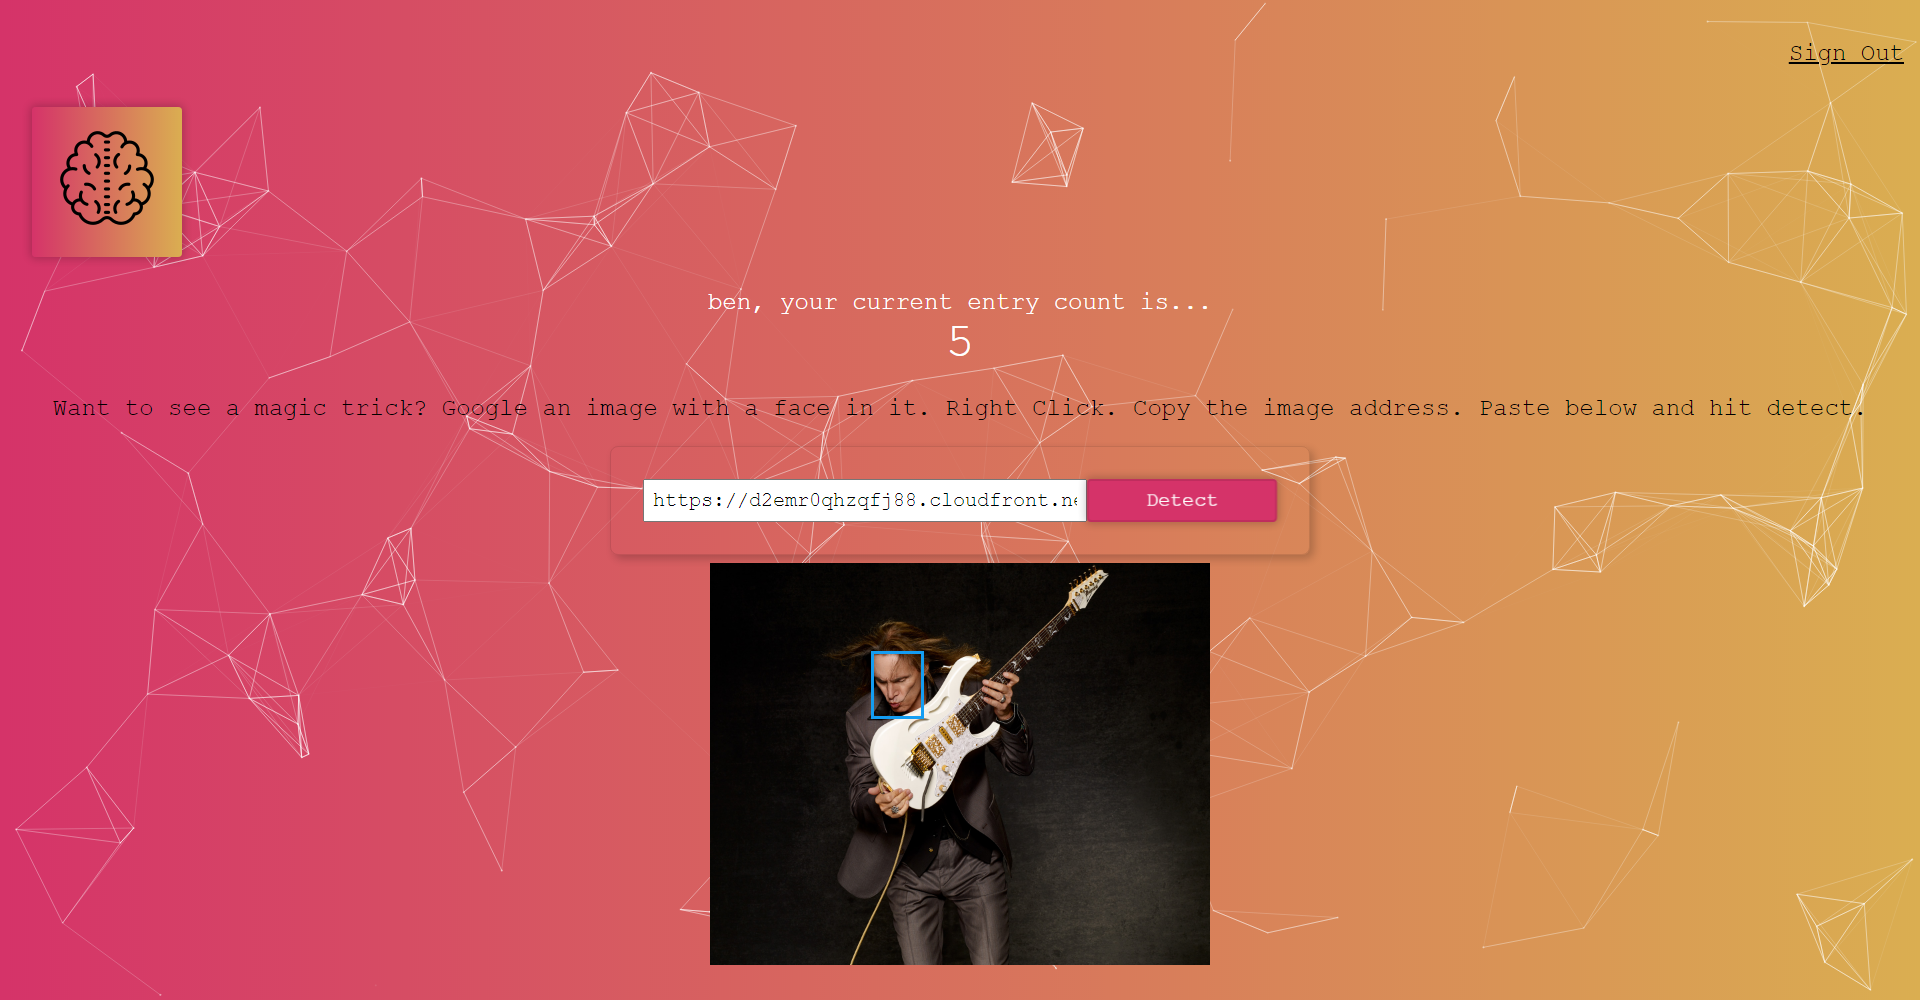 Sign Out
ben, your current entry count is...
5
Want to see a magic trick? Google an image with a face in it. Right Click. Copy the image address. Paste below and hit detect.
https://d2emr0qhzqfj88.cloudfront.ne
Detect